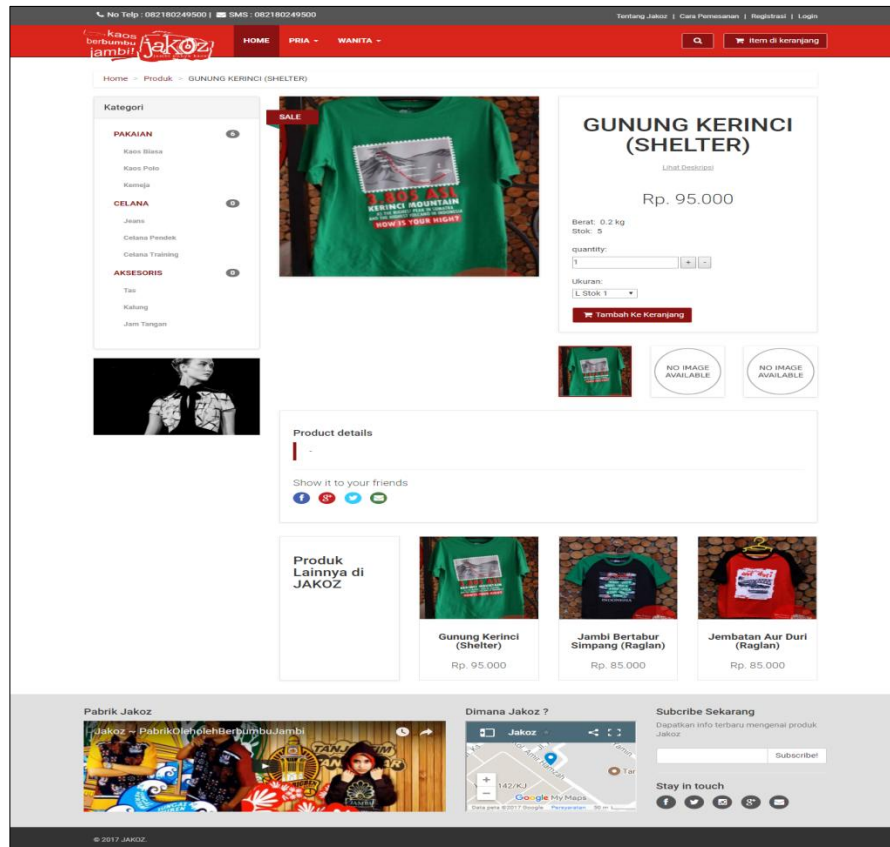 No Telp : 082180249500 | SMS : 082180249500
Tentang Jakoz | Cara Pemesanan | Registrasi | Login
kaos berbumbu jambi! jakoz
HOME PRIA WANITA
Item di keranjang
Home Produk GUNUNG KERINCI (SHELTER)
Kategori
PAKAIAN 6
Kaos Biasa
Kaos Polo
Kemeja
CELANA 0
Jeans
Celana Pendek
Celana Training
AKSESORIS 0
Tas
Kalung
Jam Tangan
SALE
3.805 ASL
KERINCI MOUNTAIN
HOW IS YOUR HIGH?
GUNUNG KERINCI
(SHELTER)
Lihat Deskripsi
Rp. 95.000
Berat: 0.2 kg
Stok: 5
quantity:
1 + -
Ukuran:
L Stok 1
Tambah Ke Keranjang
NO IMAGE
AVAILABLE
NO IMAGE
AVAILABLE
Product details
-
Show it to your friends
Produk
Lainnya di
JAKOZ
Gunung Kerinci
(Shelter)
Rp. 95.000
Jambi Bertabur
Simpang (Raglan)
Rp. 85.000
Jembatan Aur Duri
(Raglan)
Rp. 85.000
Pabrik Jakoz
Jakoz ~ PabrikOleholehBerbumbuJambi
Dimana Jakoz ?
Jakoz
142/KJ
Google My Maps
Subcribe Sekarang
Dapatkan info terbaru mengenai produk
Jakoz
Subscribe!
Stay in touch
© 2017 JAKOZ.